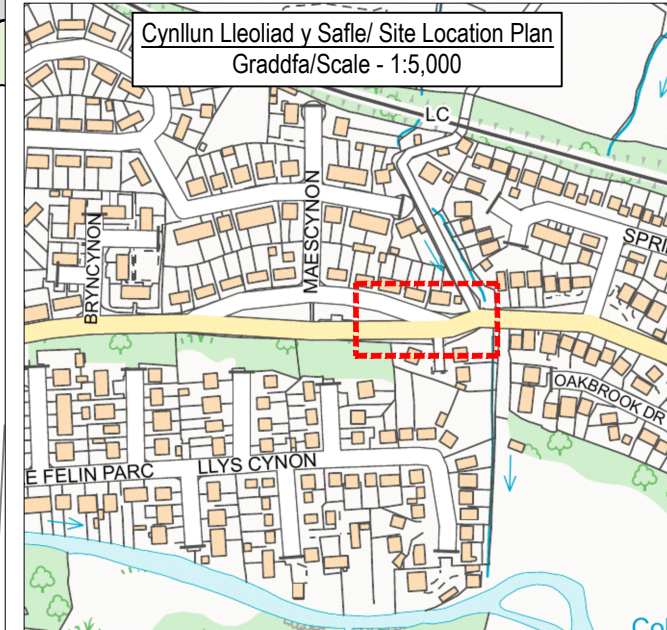 Cynllun Lleoliad y Safle/ Site Location Plan
Graddfa/Scale - 1:5,000
LC
MAESCYNON
BRYNCYNON
SPRI
OAKBROOK DR
E FELIN PARC
LLYS CYNON
Col